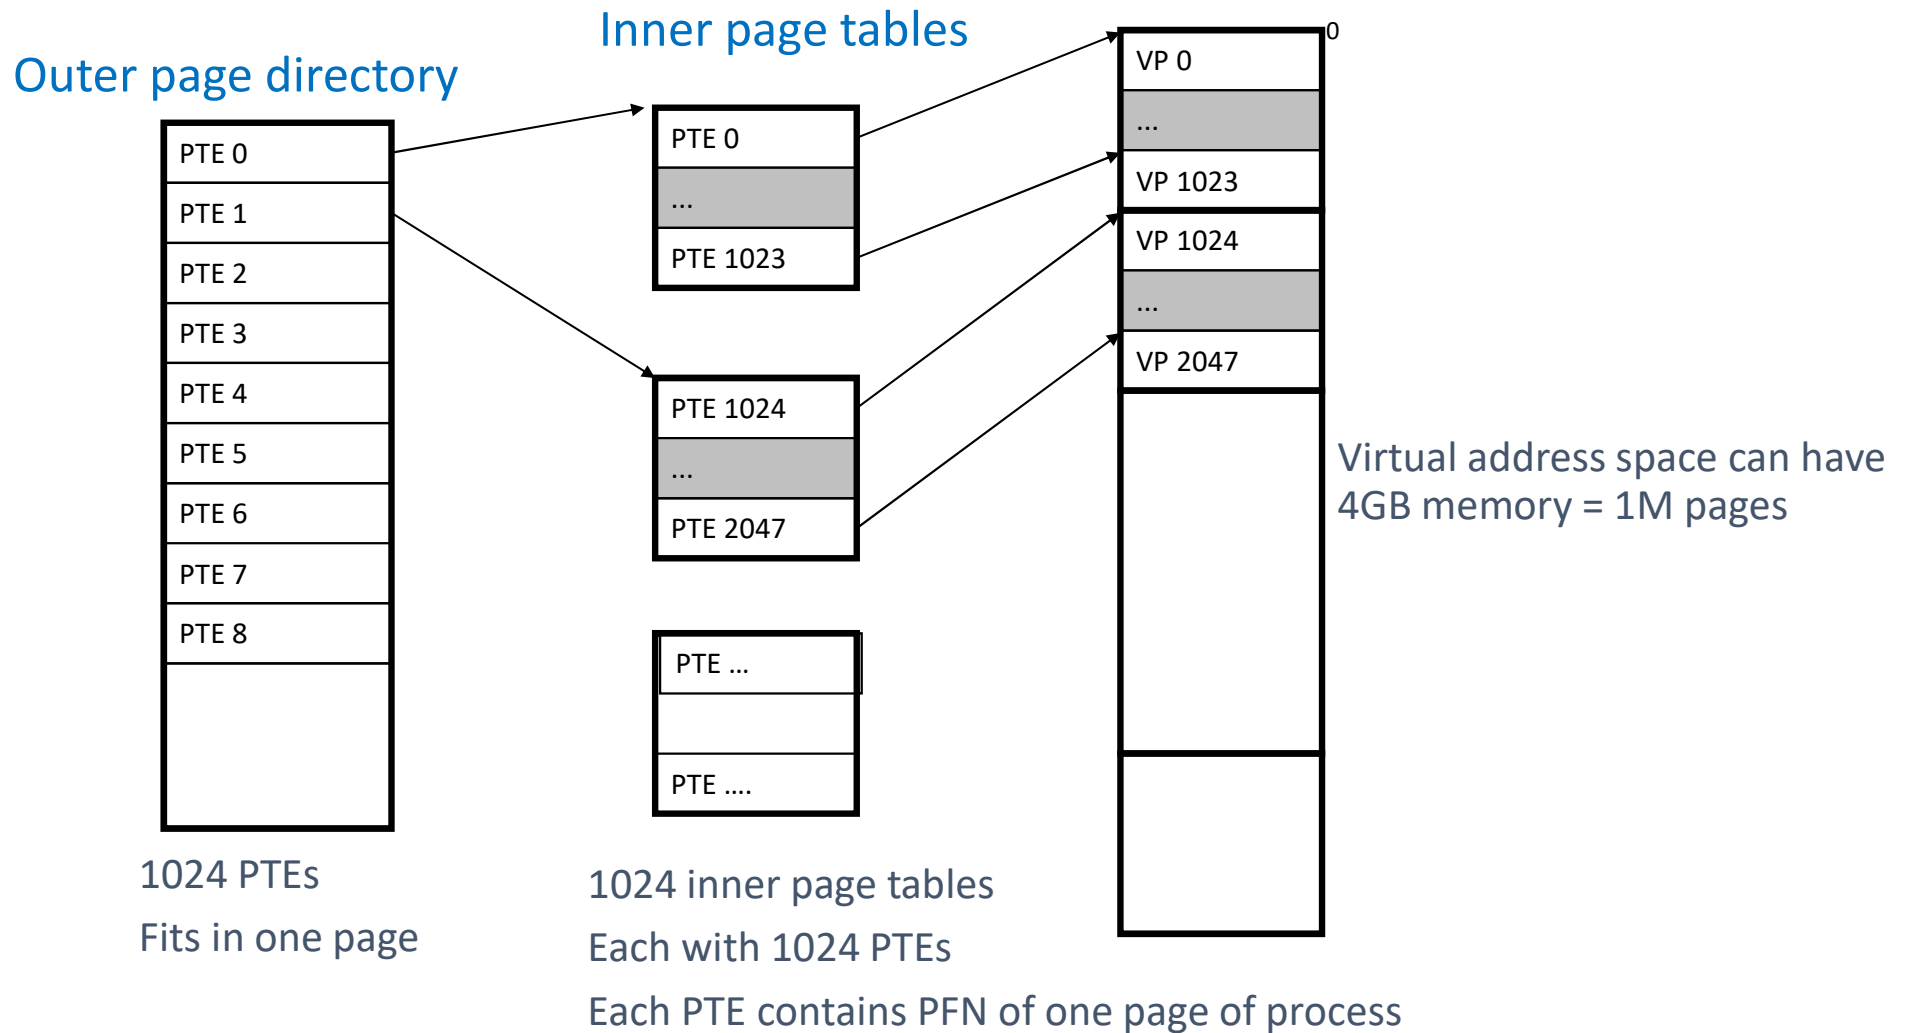 Outer page directory
PTE 0
PTE 1
PTE 2
PTE 3
PTE 4
PTE 5
PTE 6
PTE 7
PTE 8
1024 PTEs
Fits in one page
Inner page tables
PTE 0
...
PTE 1023
PTE 1024
...
PTE 2047
PTE ...
PTE ....
1024 inner page tables
Each with 1024 PTEs
Each PTE contains PFN of one page of process
0
VP 0
...
VP 1023
VP 1024
...
VP 2047
Virtual address space can have
4GB memory = 1M pages